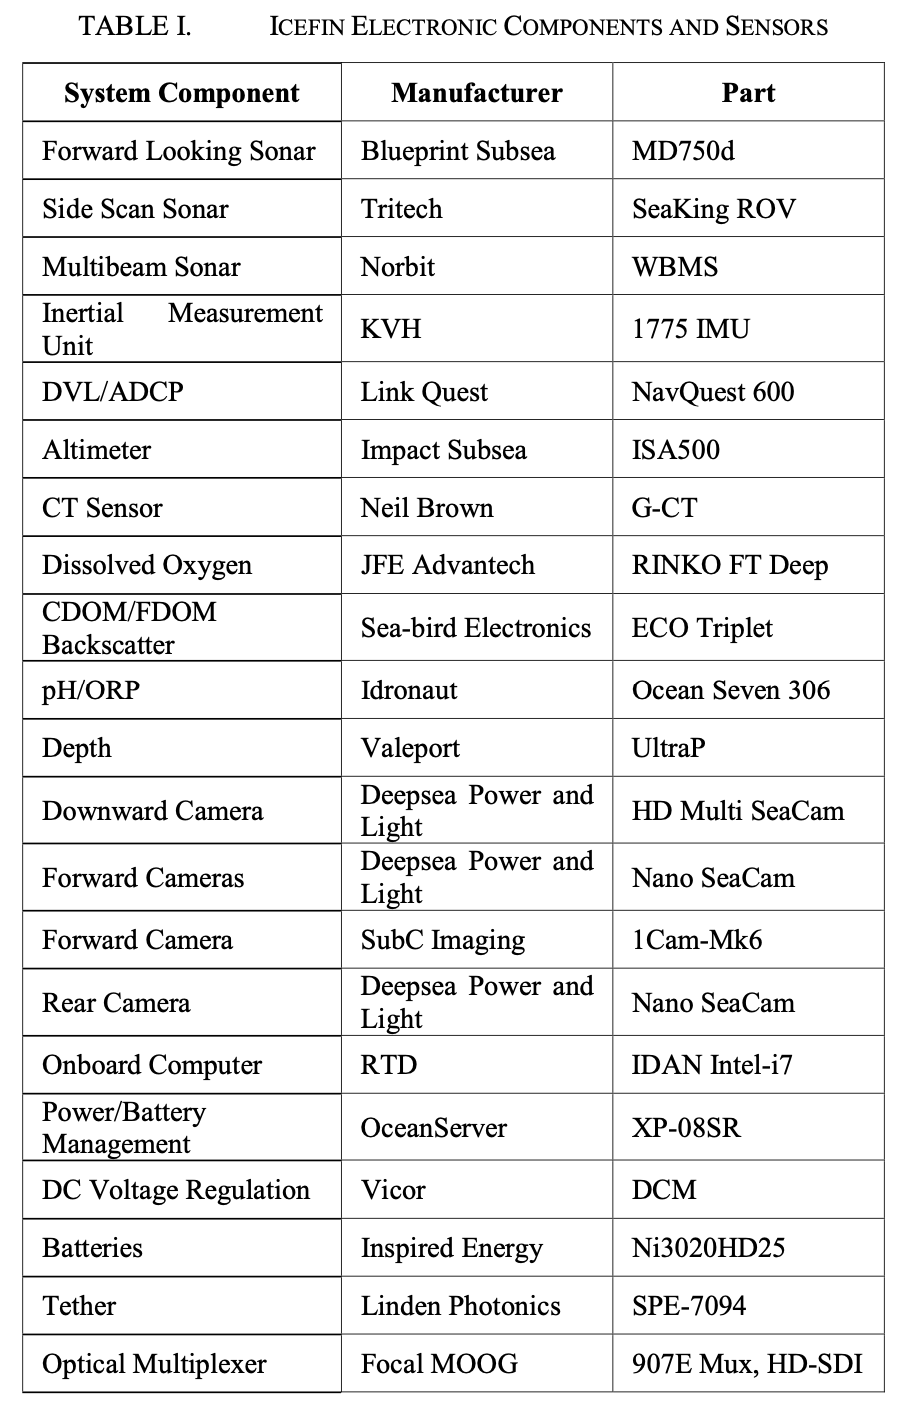 TABLE I. ICEFIN ELECTRONIC COMPONENTS AND SENSORS
System Component Manufacturer Part
Forward Looking Sonar Blueprint Subsea MD750d
Side Scan Sonar Tritech SeaKing ROV
Multibeam Sonar Norbit WBMS
Inertial Measurement
Unit
KVH 1775 IMU
DVL/ADCP Link Quest NavQuest 600
Altimeter Impact Subsea ISA500
CT Sensor Neil Brown G-CT
Dissolved Oxygen JFE Advantech RINKO FT Deep
CDOM/FDOM
Backscatter
Sea-bird Electronics ECO Triplet
pH/ORP Idronaut Ocean Seven 306
Depth Valeport UltraP
Downward Camera
Deepsea Power and
Light
HD Multi SeaCam
Forward Cameras
Deepsea Power and
Light
Nano SeaCam
Forward Camera SubC Imaging 1Cam-Mk6
Rear Camera
Deepsea Power and
Light
Nano SeaCam
Onboard Computer RTD IDAN Intel-i7
Power/Battery
Management
OceanServer XP-08SR
DC Voltage Regulation Vicor DCM
Batteries Inspired Energy Ni3020HD25
Tether Linden Photonics SPE-7094
Optical Multiplexer Focal MOOG 907E Mux, HD-SDI